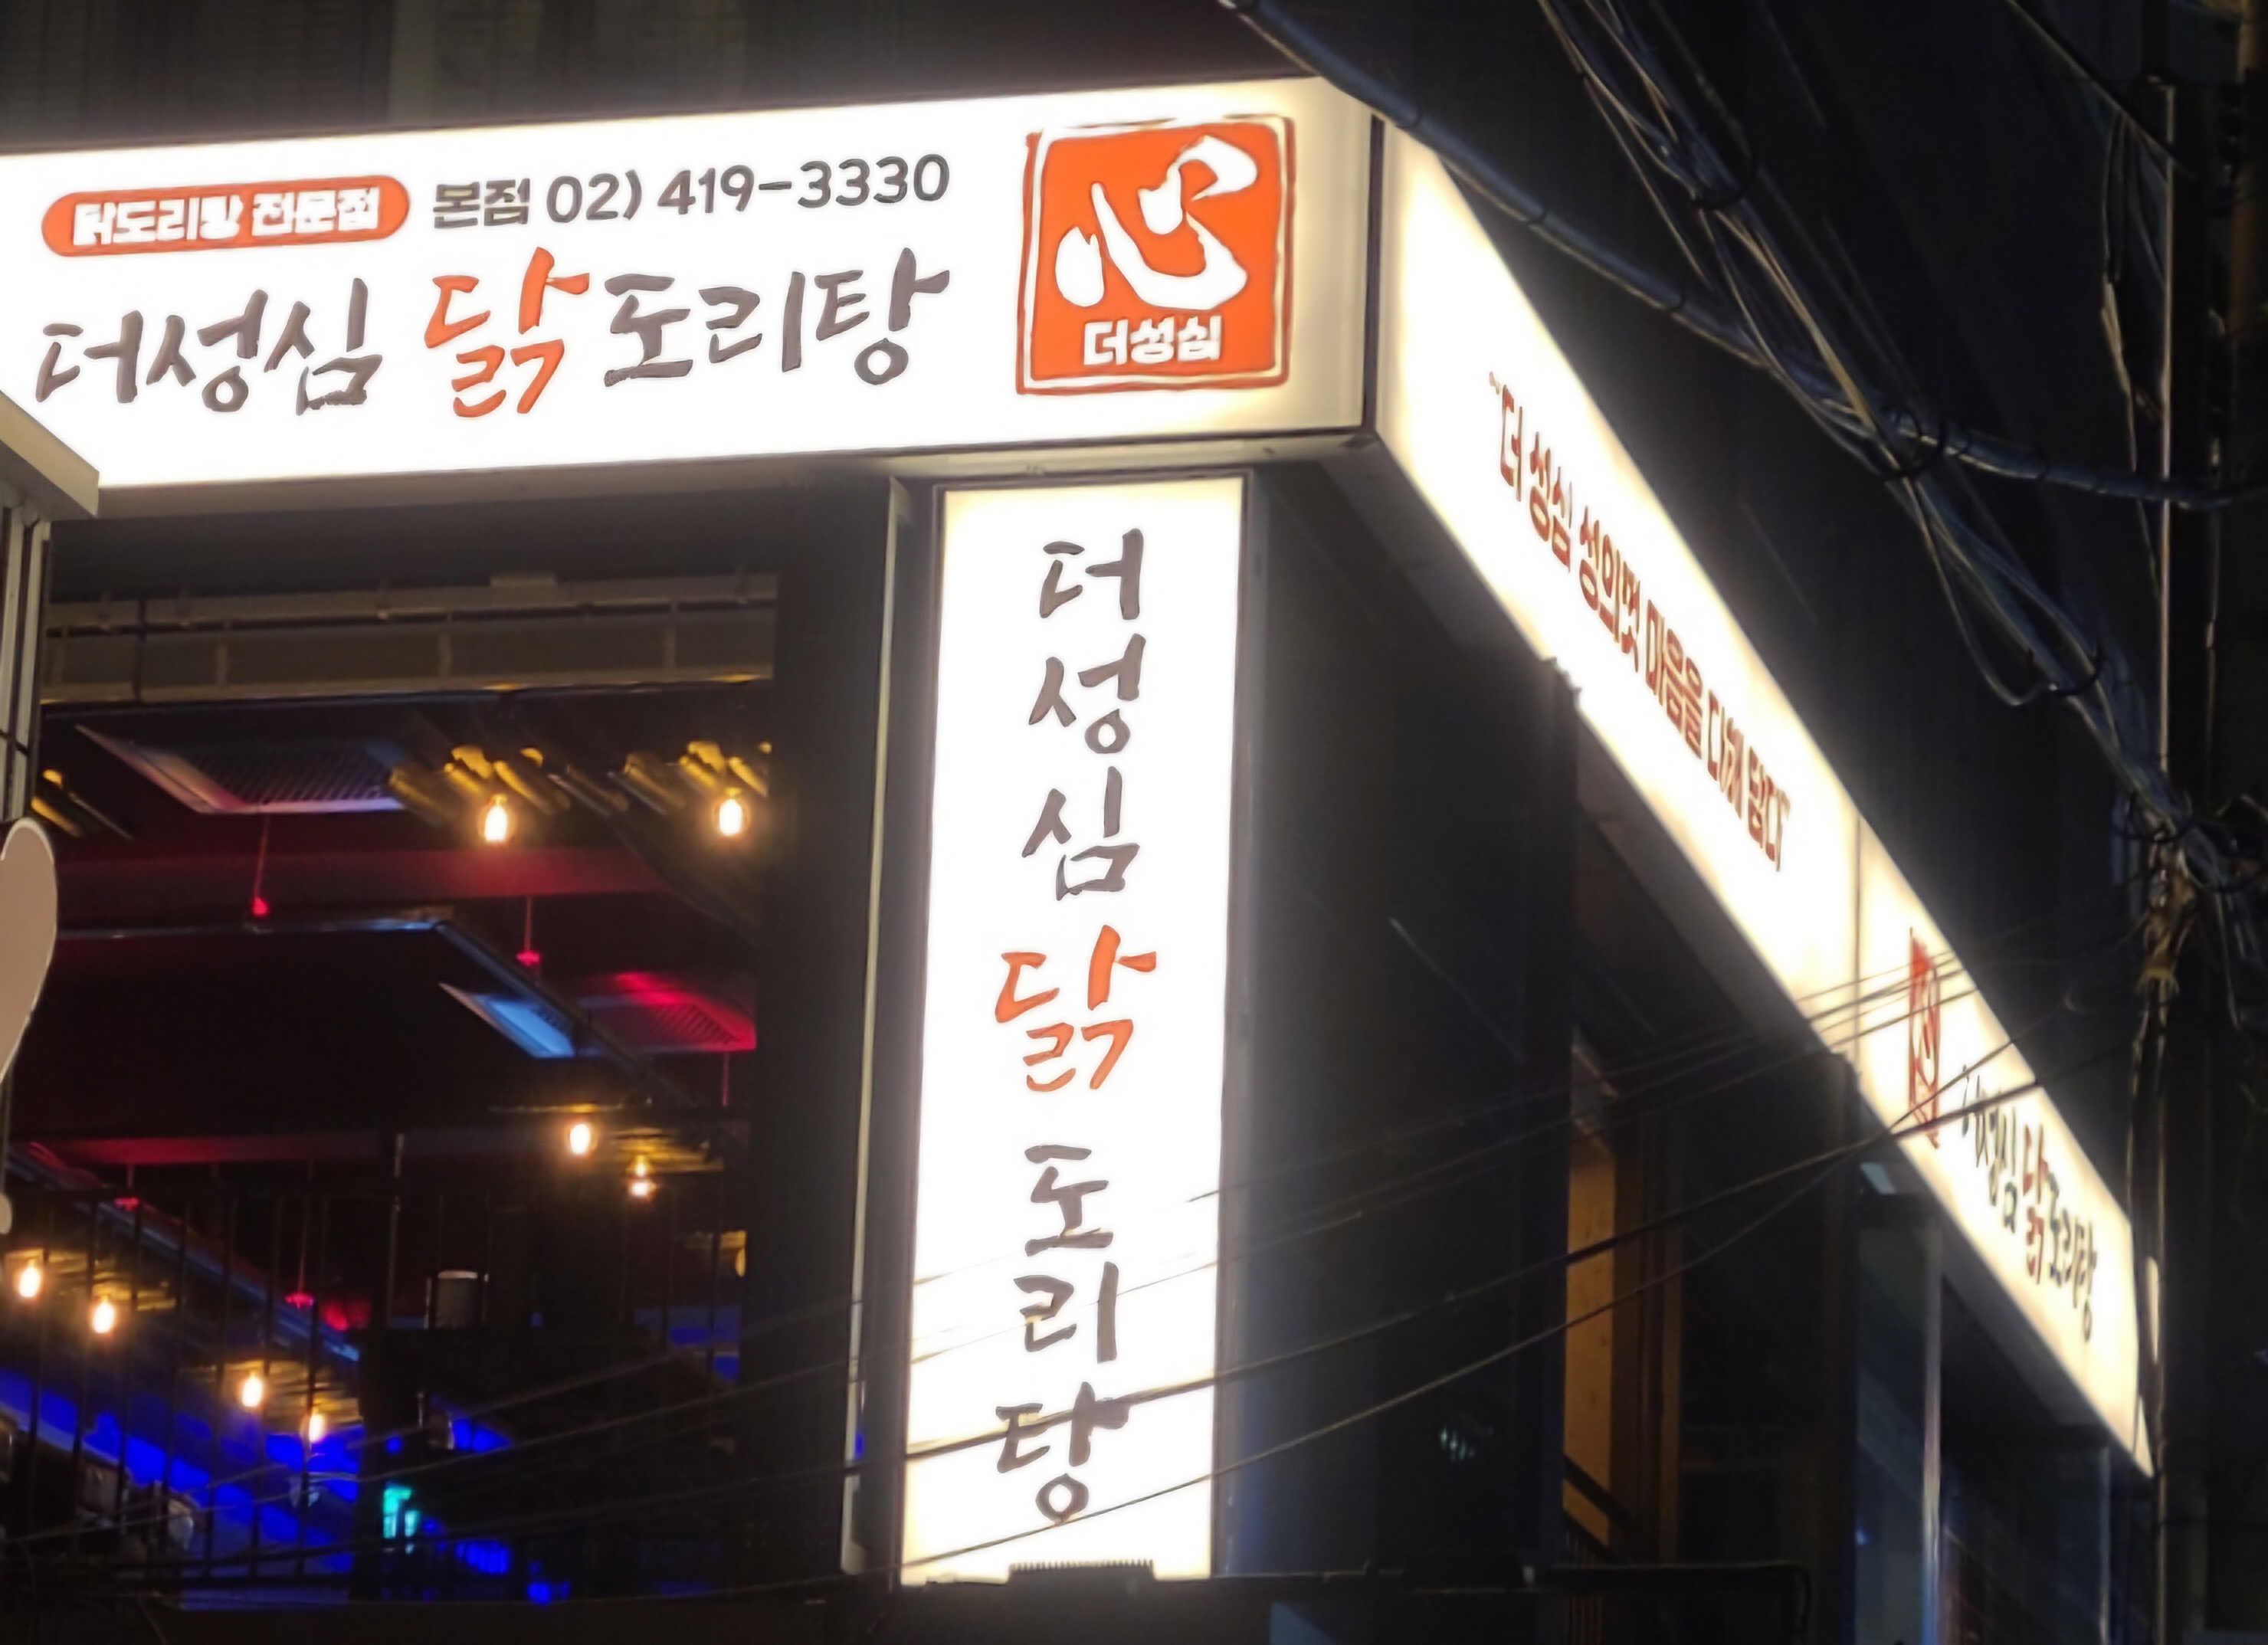 닭도리탕 전문점 본점 02) 419-3330
더성심 닭도리탕
心
더성심
더
성
심
닭
도
리
탕
"더 성심 성의껏 마음을 다해 담다"
心
더성심 닭도리탕